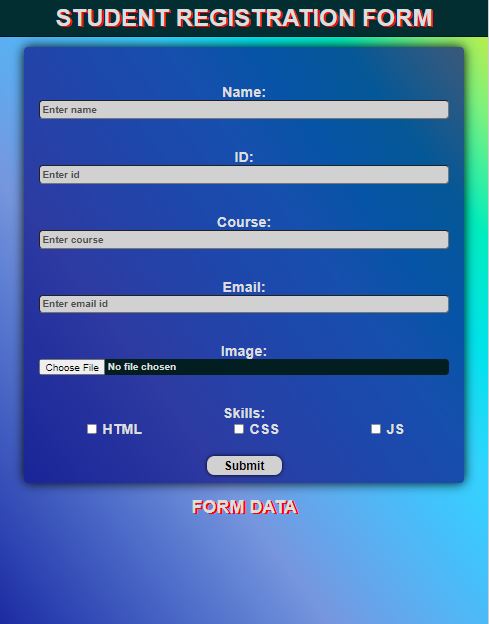 STUDENT REGISTRATION FORM
Name:
Enter name
ID:
Enter id
Course:
Enter course
Email:
Enter email id
Image:
Choose File No file chosen
Skills:
HTML CSS JS
Submit
FORM DATA